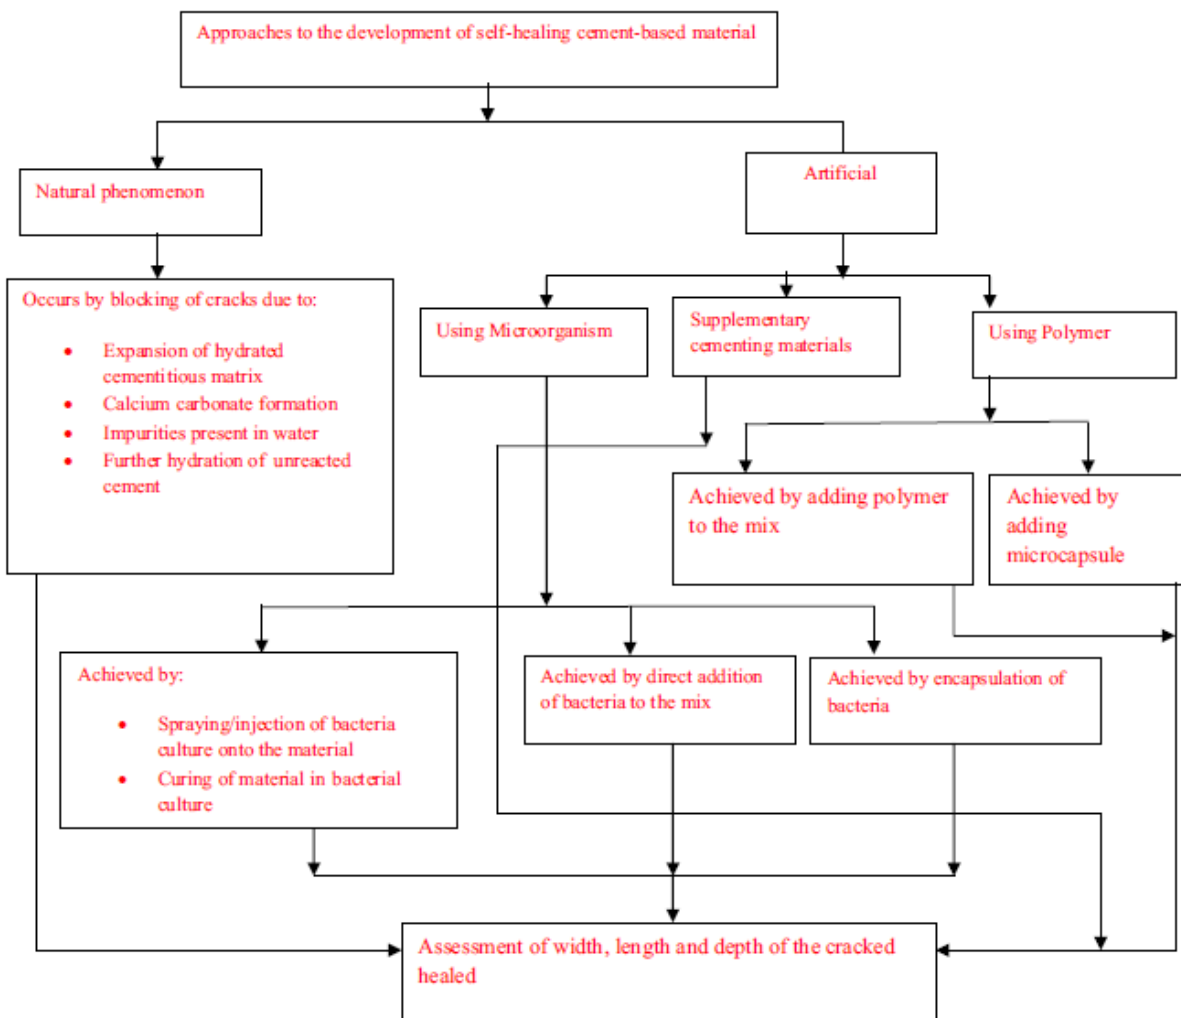 Approaches to the development of self-healing cement-based material
Natural phenomenon
Artificial
Occurs by blocking of cracks due to:
• Expansion of hydrated
cementitious matrix
• Calcium carbonate formation
• Impurities present in water
• Further hydration of unreacted
cement
Using Microorganism
Supplementary
cementing materials
Using Polymer
Achieved by adding polymer
to the mix
Achieved by
adding
microcapsule
Achieved by:
• Spraying/injection of bacteria
culture onto the material
• Curing of material in bacterial
culture
Achieved by direct addition
of bacteria to the mix
Achieved by encapsulation of
bacteria
Assessment of width, length and depth of the cracked
healed